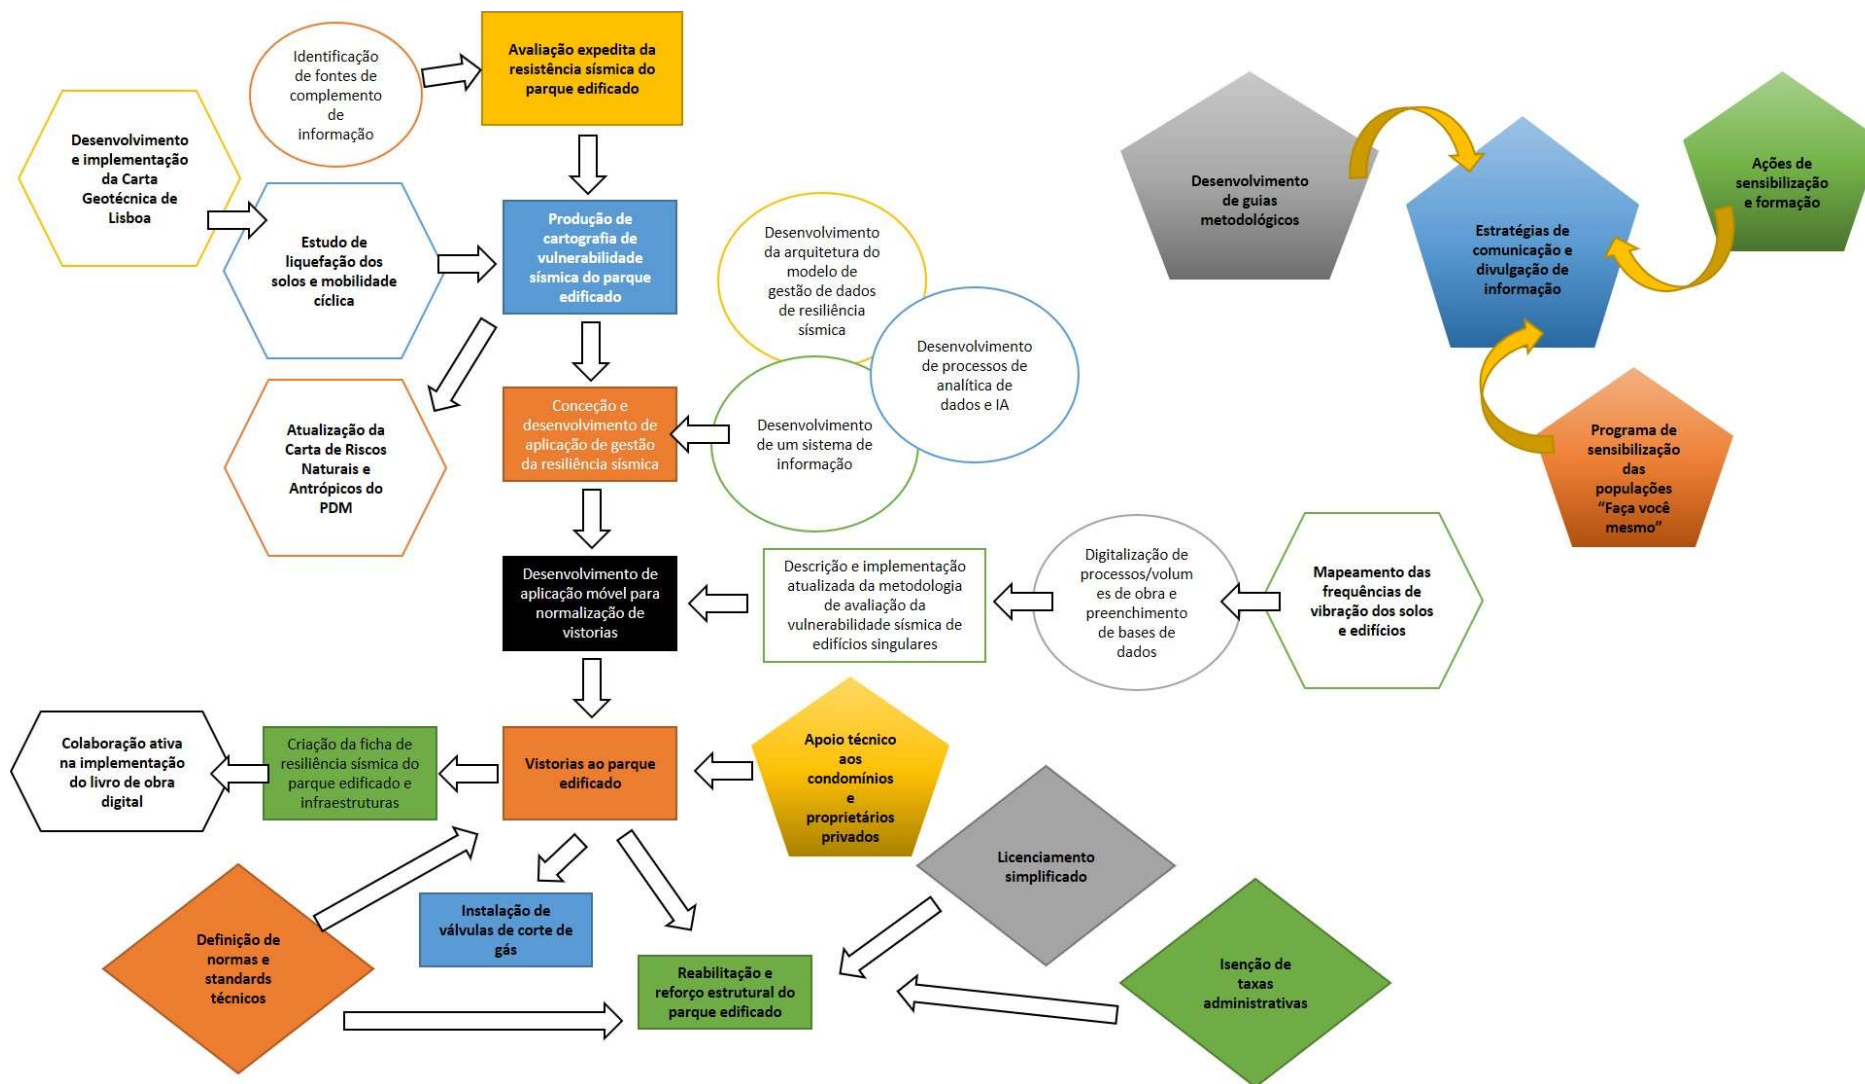 Identificação
de fontes de
complemento
de
informação
Avaliação expedita da
resistência sísmica do
parque edificado
Desenvolvimento
e implementação
da Carta
Geotécnica de
Lisboa
Estudo de
liquefação dos
solos e mobilidade
cíclica
Produção de
cartografia de
vulnerabilidade
sísmica do parque
edificado
Desenvolvimento
da arquitetura do
modelo de
gestão de dados
de resiliência
sísmica
Desenvolvimento
de processos de
analítica de
dados e IA
Desenvolvimento
de um sistema de
informação
Conceção e
desenvolvimento de
aplicação de gestão
da resiliência sísmica
Atualização da
Carta de Riscos
Naturais e
Antrópicos do
PDM
Desenvolvimento
de guias
metodológicos
Estratégias de
comunicação e
divulgação de
informação
Ações de
sensibilização
e formação
Programa de
sensibilização
das
populações
“Faça você
mesmo”
Desenvolvimento de
aplicação móvel para
normalização de
vistorias
Descrição e implementação
atualizada da metodologia
de avaliação da
vulnerabilidade sísmica de
edifícios singulares
Digitalização de
processos/volum
es de obra e
preenchimento
de bases de
dados
Mapeamento das
frequências de
vibração dos solos
e edifícios
Colaboração ativa
na implementação
do livro de obra
digital
Criação da ficha de
resiliência sísmica do
parque edificado e
infraestruturas
Vistorias ao parque
edificado
Apoio técnico
aos
condomínios
e
proprietários
privados
Licenciamento
simplificado
Definição de
normas e
standards
técnicos
Instalação de
válvulas de corte de
gás
Reabilitação e
reforço estrutural do
parque edificado
Isenção de
taxas
administrativas